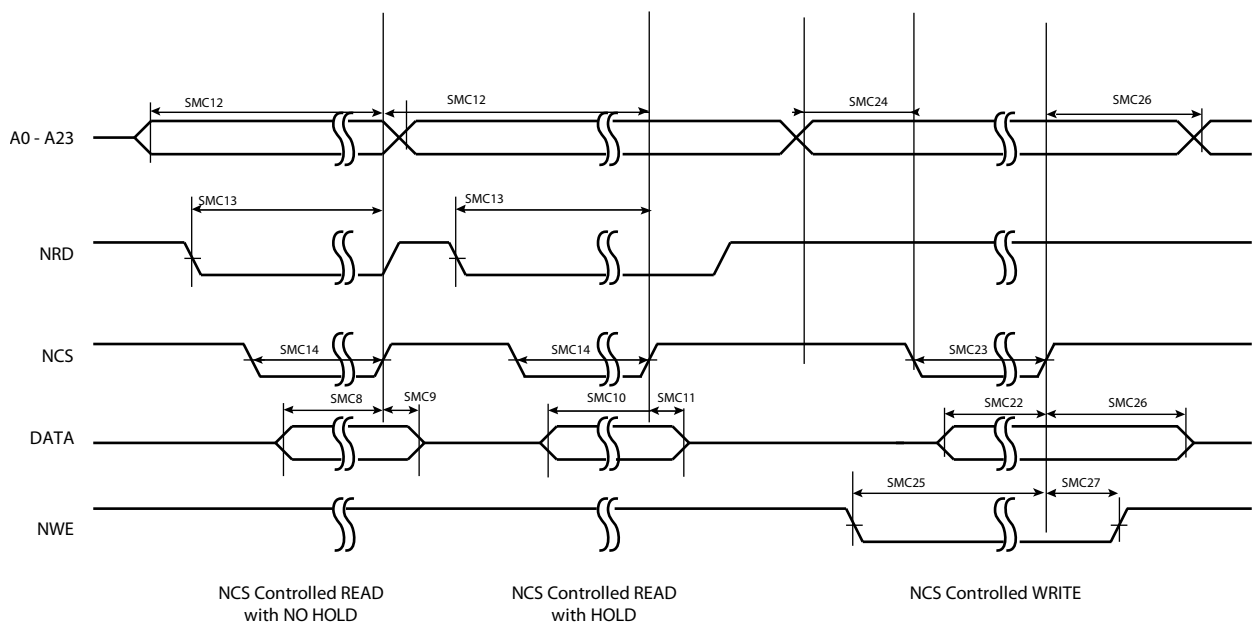 SMC12
SMC12
SMC24
SMC26
A0 - A23
SMC13
SMC13
NRD
NCS
SMC14
SMC14
SMC23
SMC8
SMC9
SMC10
SMC11
SMC22
SMC26
DATA
SMC25
SMC27
NWE
NCS Controlled READ
with NO HOLD
NCS Controlled READ
with HOLD
NCS Controlled WRITE